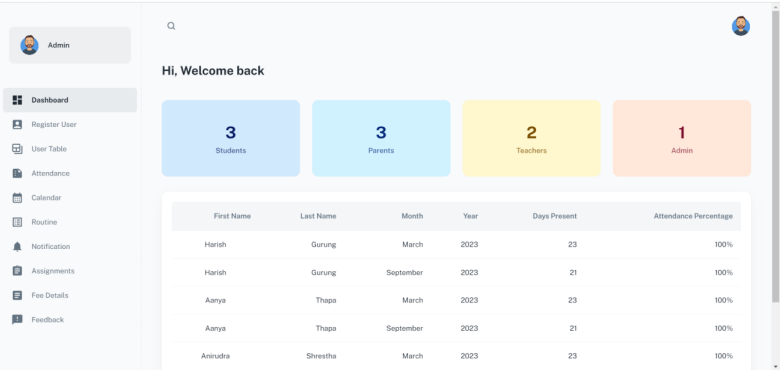 Admin
Dashboard
Register User
User Table
Attendance
Calendar
Routine
Notification
Assignments
Fee Details
Feedback
Hi, Welcome back
3 3 2 1
Students Parents Teachers Admin
First Name Last Name Month Year Days Present Attendance Percentage
Harish Gurung March 2023 23 100%
Harish Gurung September 2023 21 100%
Aanya Thapa March 2023 23 100%
Aanya Thapa September 2023 21 100%
Anirudra Shrestha March 2023 23 100%